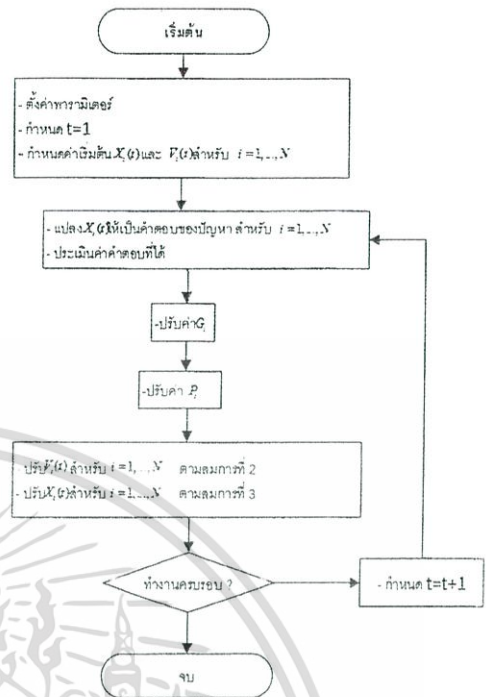 เริ่มต้น
- ตั้งค่าพารามิเตอร์
- กำหนด t=1
- กำหนดค่าเริ่มต้น X_i(t) และ V_i(t) สำหรับ i=1,...,N
- แปลง X_i(t) ให้เป็นคำตอบของปัญหา สำหรับ i=1,...,N
- ประเมินค่าคำตอบที่ได้
-ปรับค่า G_i
-ปรับค่า P_i
- ปรับ V_i(t) สำหรับ i=1,...,N ตามสมการที่ 2
- ปรับ X_i(t) สำหรับ i=1,...,N ตามสมการที่ 3
ทำงานครบรอบ ?
- กำหนด t=t+1
จบ